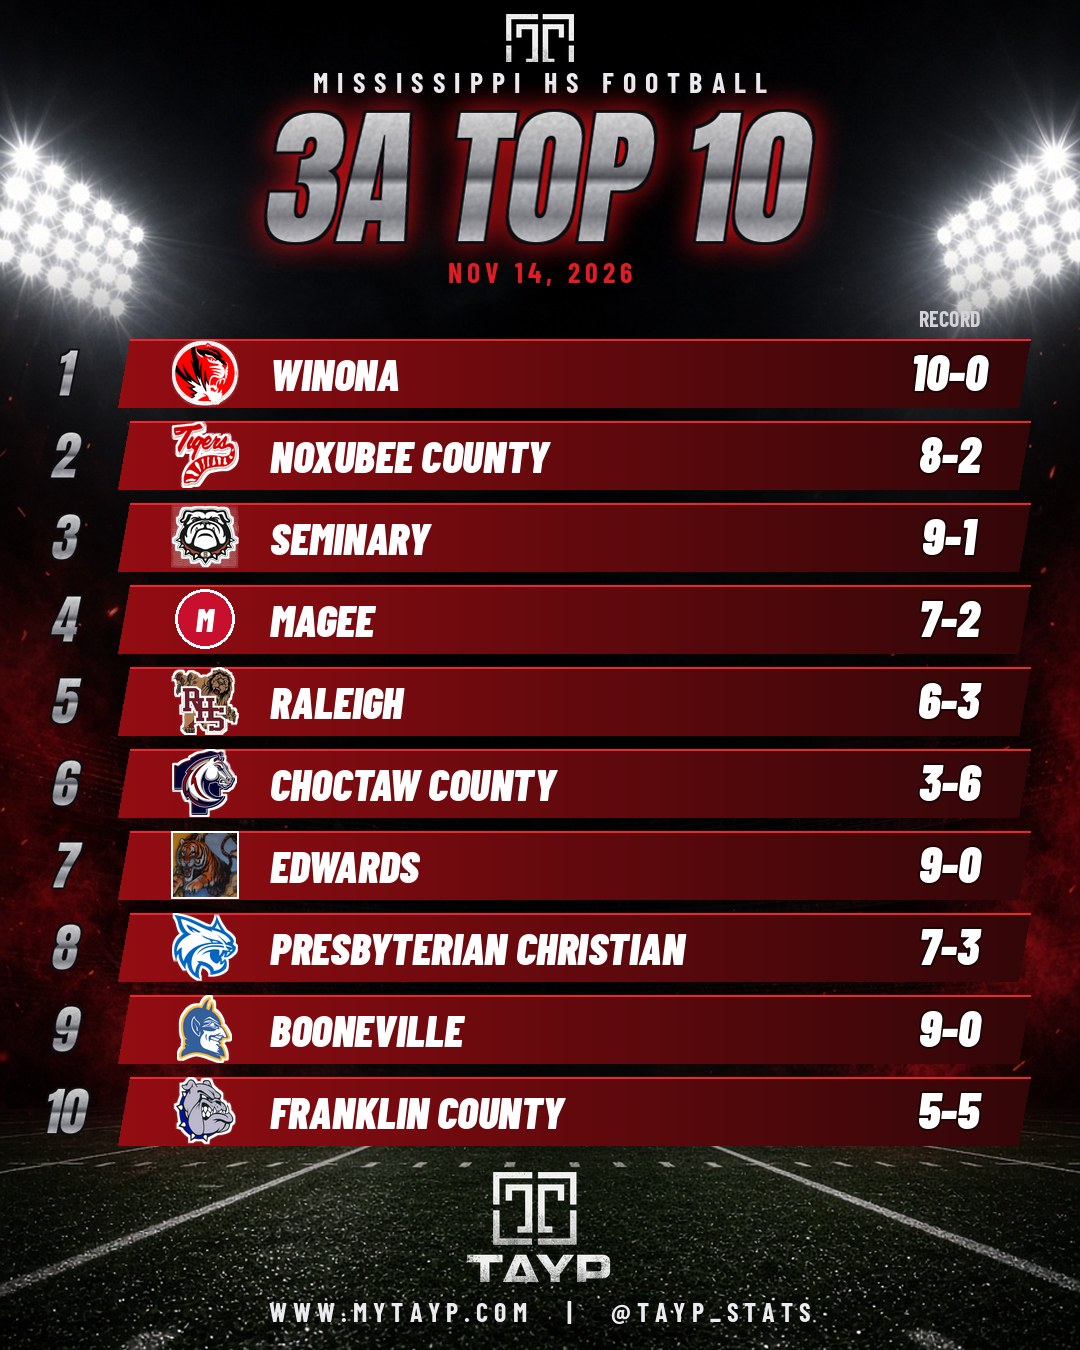 MISSISSIPPI HS FOOTBALL
3A TOP 10
NOV 14, 2026
RECORD
1 WINONA 10-0
2 Tigers NOXUBEE COUNTY 8-2
3 SEMINARY 9-1
4 M MAGEE 7-2
5 RHS RALEIGH 6-3
6 CHOCTAW COUNTY 3-6
7 EDWARDS 9-0
8 PRESBYTERIAN CHRISTIAN 7-3
9 BOONEVILLE 9-0
10 FRANKLIN COUNTY 5-5
TAYP
WWW.MYTAYP.COM | @TAYP_STATS